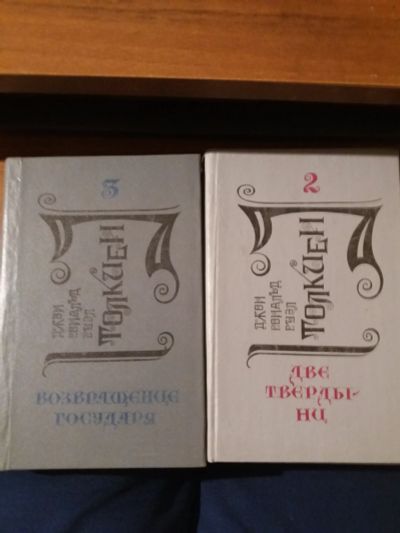 3
ДЖОН
РОНАЛЬД
РУЭЛ
ТОЛКИЕН
ВОЗВРАЩЕНИЕ
ГОСУДАРЯ
2
ДЖОН
РОНАЛЬД
РУЭЛ
ТОЛКИЕН
ДВЕ
ТВЕРДЫ-
НИ